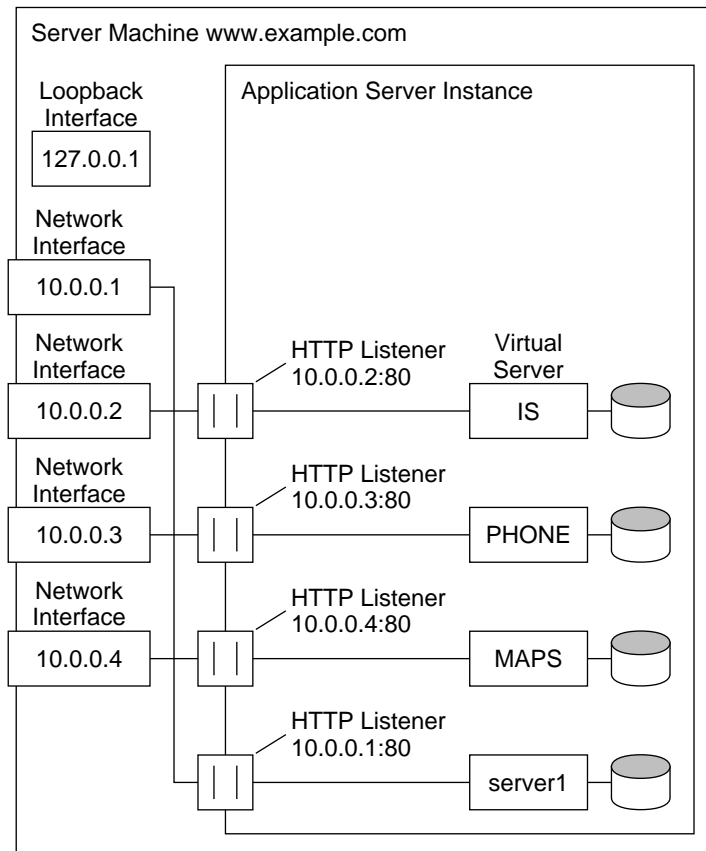 Server Machine www.example.com
Loopback
Interface
127.0.0.1
Application Server Instance
Network
Interface
10.0.0.1
Network
Interface
10.0.0.2
HTTP Listener
10.0.0.2:80
Virtual
Server
IS
Network
Interface
10.0.0.3
HTTP Listener
10.0.0.3:80
PHONE
Network
Interface
10.0.0.4
HTTP Listener
10.0.0.4:80
MAPS
HTTP Listener
10.0.0.1:80
server1